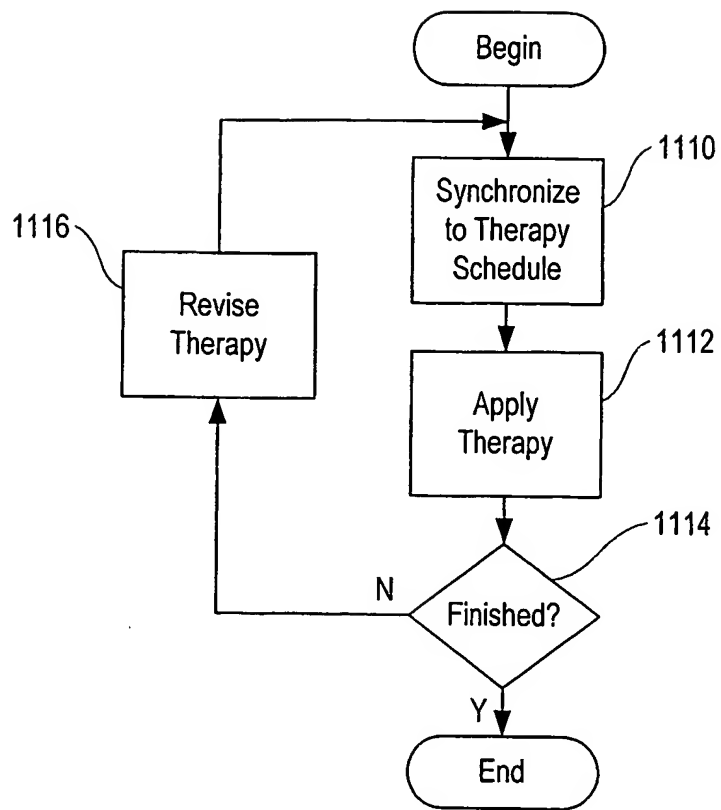 Begin
1110
Synchronize
to Therapy
Schedule
1116
Revise
Therapy
1112
Apply
Therapy
1114
N
Finished?
Y
End